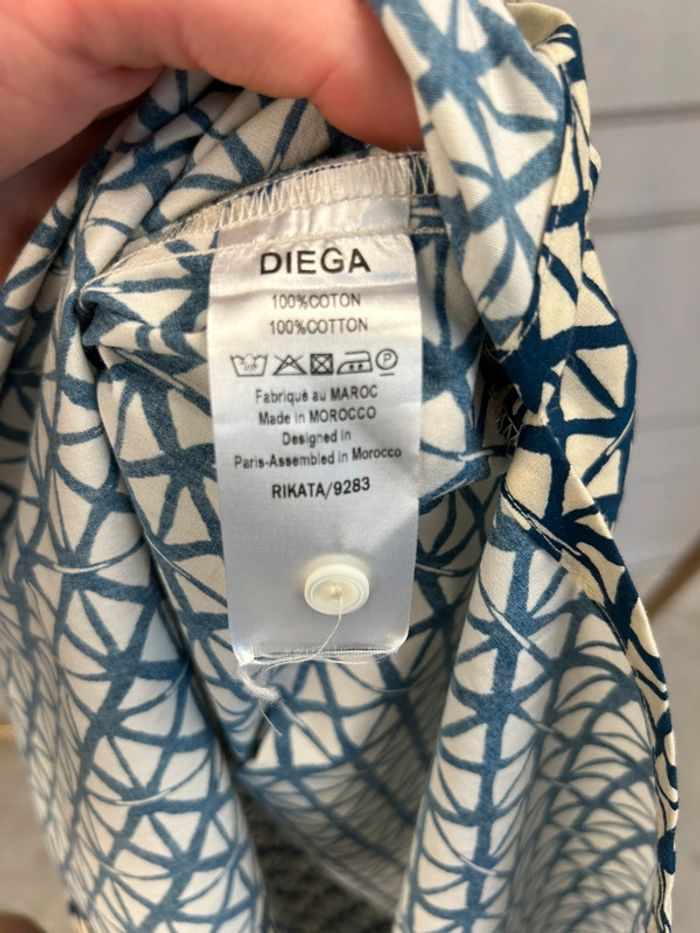 DIEGA
100%COTON
100%COTTON
Fabriqué au MAROC
Made in MOROCCO
Designed in
Paris-Assembled in Morocco
RIKATA/9283